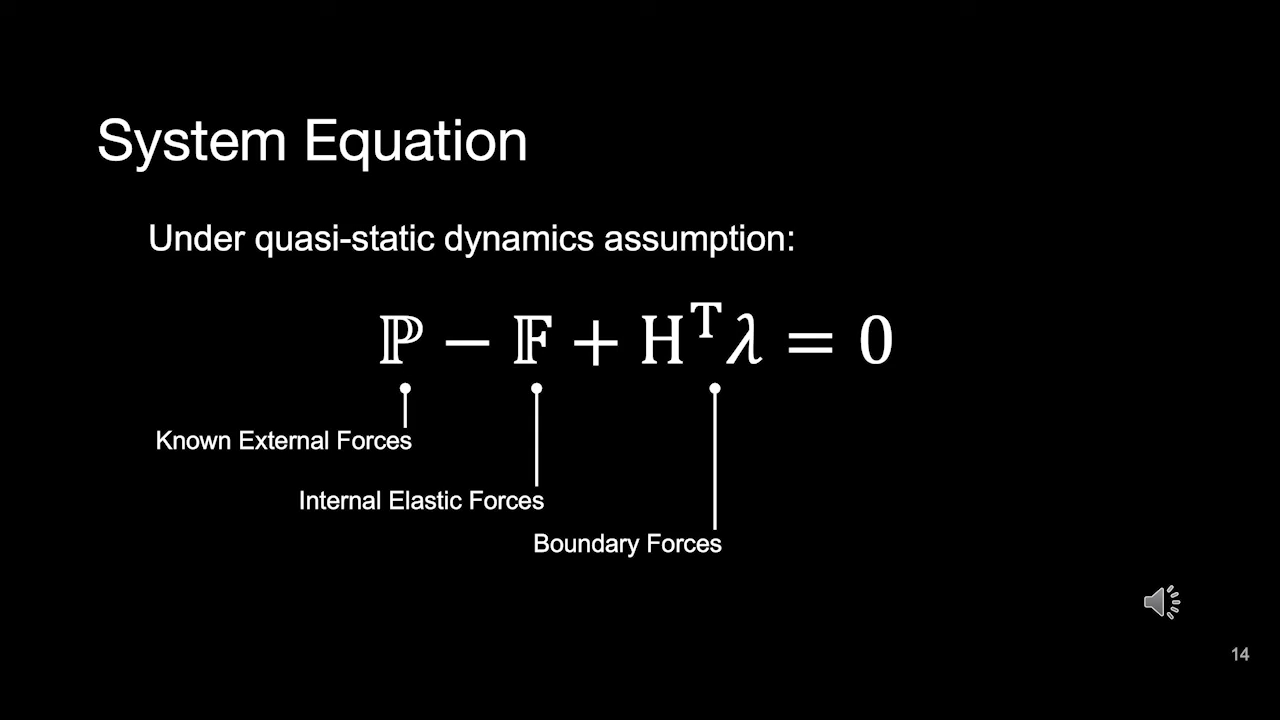 System Equation
Under quasi-static dynamics assumption:
ℙ − 𝔽 + Hᵀλ = 0
Known External Forces
Internal Elastic Forces
Boundary Forces
14